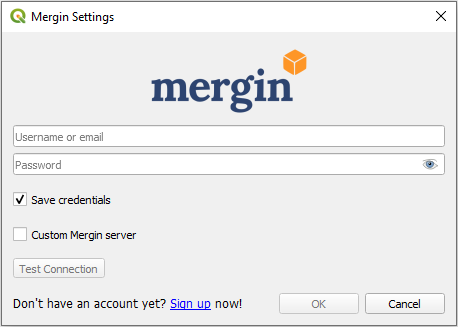 Mergin Settings
mergin
Username or email
Password
Save credentials
Custom Mergin server
Test Connection
Don't have an account yet? Sign up now!
OK
Cancel